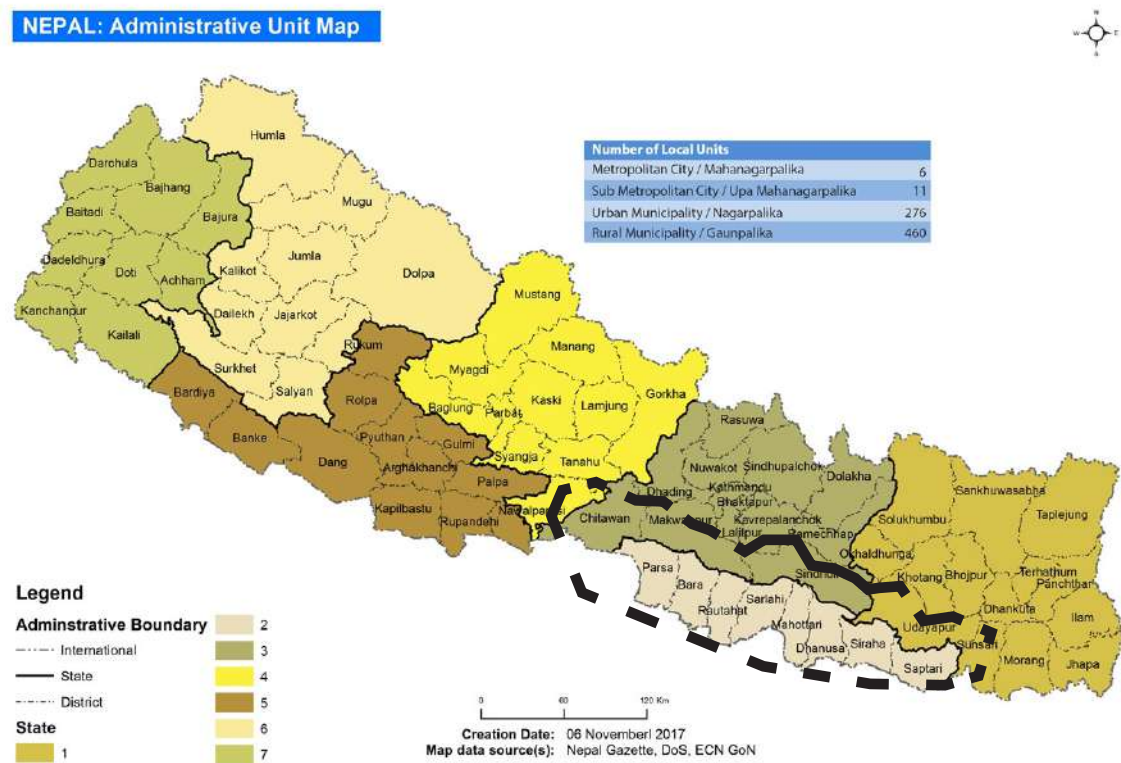 NEPAL: Administrative Unit Map
N
W E
S
Number of Local Units
Metropolitan City / Mahanagarpalika 6
Sub Metropolitan City / Upa Mahanagarpalika 11
Urban Municipality / Nagarpalika 276
Rural Municipality / Gaunpalika 460
Humla
Darchula
Bajhang
Mugu
Baitadi
Bajura
Jumla
Dadeldhura
Doti
Achham
Kalikot
Dolpa
Mustang
Kanchanpur
Kailali
Dailekh
Jajarkot
Rukum
Manang
Surkhet
Salyan
Myagdi
Bardiya
Rolpa
Baglung
Parbat
Kaski
Lamjung
Gorkha
Rasuwa
Banke
Pyuthan
Gulmi
Syangja
Dang
Arghakhanchi
Tanahu
Nuwakot
Sindhupalchok
Dolakha
Palpa
Dhading
Kathmandu
Bhaktapur
Sankhuwasabha
Taplejung
Kapilbastu
Rupandehi
Chitawan
Kavrepalanchok
Lalitpur
Ramechhap
Solukhumbu
Okhaldhunga
Parsa
Bara
Khotang
Bhojpur
Terhathum
Panchthar
Rautahat
Sarlahi
Mahottari
Dhanusa
Siraha
Saptari
Udayapur
Dhankuta
Ilam
Sunsari
Morang
Jhapa
Legend
Adminstrative Boundary
International
State
District
State
1
2
3
4
5
6
7
0 60 120 Km
Creation Date: 06 Novemberl 2017
Map data source(s): Nepal Gazette, DoS, ECN GoN